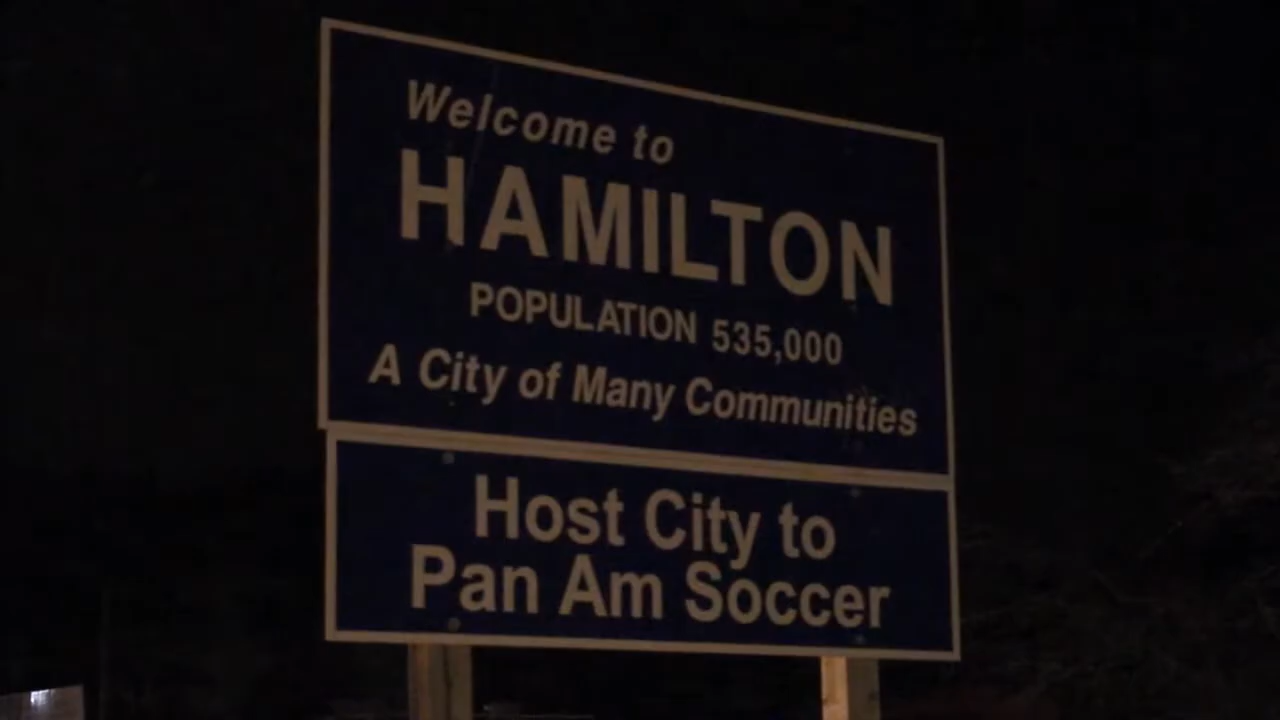 Welcome to
HAMILTON
POPULATION 535,000
A City of Many Communities
Host City to
Pan Am Soccer